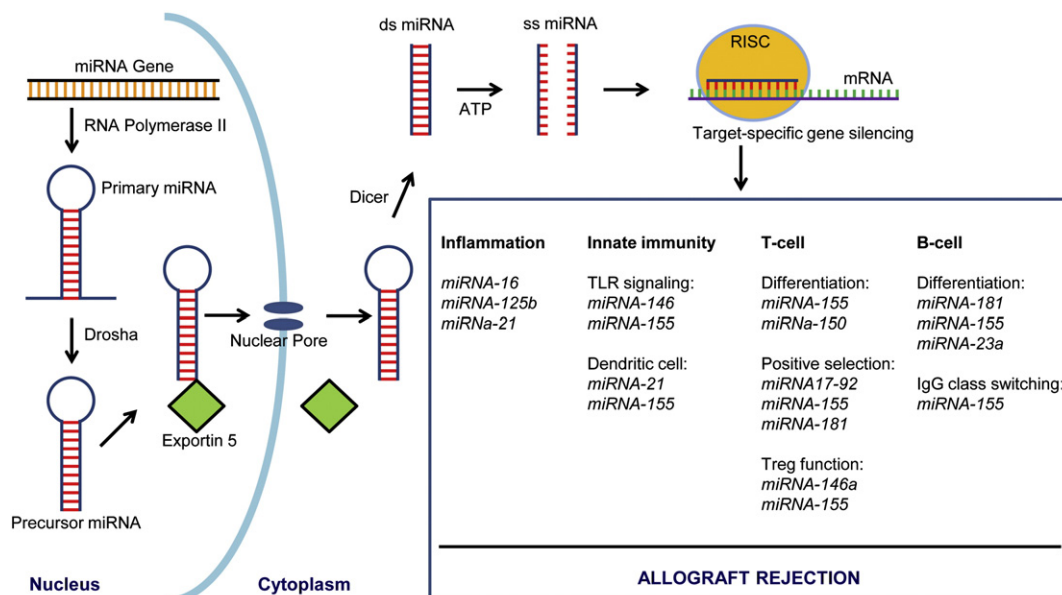 miRNA Gene
RNA Polymerase II
Primary miRNA
Drosha
Precursor miRNA
Exportin 5
Nuclear Pore
Dicer
ds miRNA
ATP
ss miRNA
RISC
mRNA
Target-specific gene silencing
Inflammation
miRNA-16
miRNA-125b
miRNa-21
Innate immunity
TLR signaling:
miRNA-146
miRNA-155
Dendritic cell:
miRNA-21
miRNA-155
T-cell
Differentiation:
miRNA-155
miRNa-150
Positive selection:
miRNA17-92
miRNA-155
miRNA-181
Treg function:
miRNA-146a
miRNA-155
B-cell
Differentiation:
miRNA-181
miRNA-155
miRNA-23a
IgG class switching:
miRNA-155
Nucleus
Cytoplasm
ALLOGRAFT REJECTION